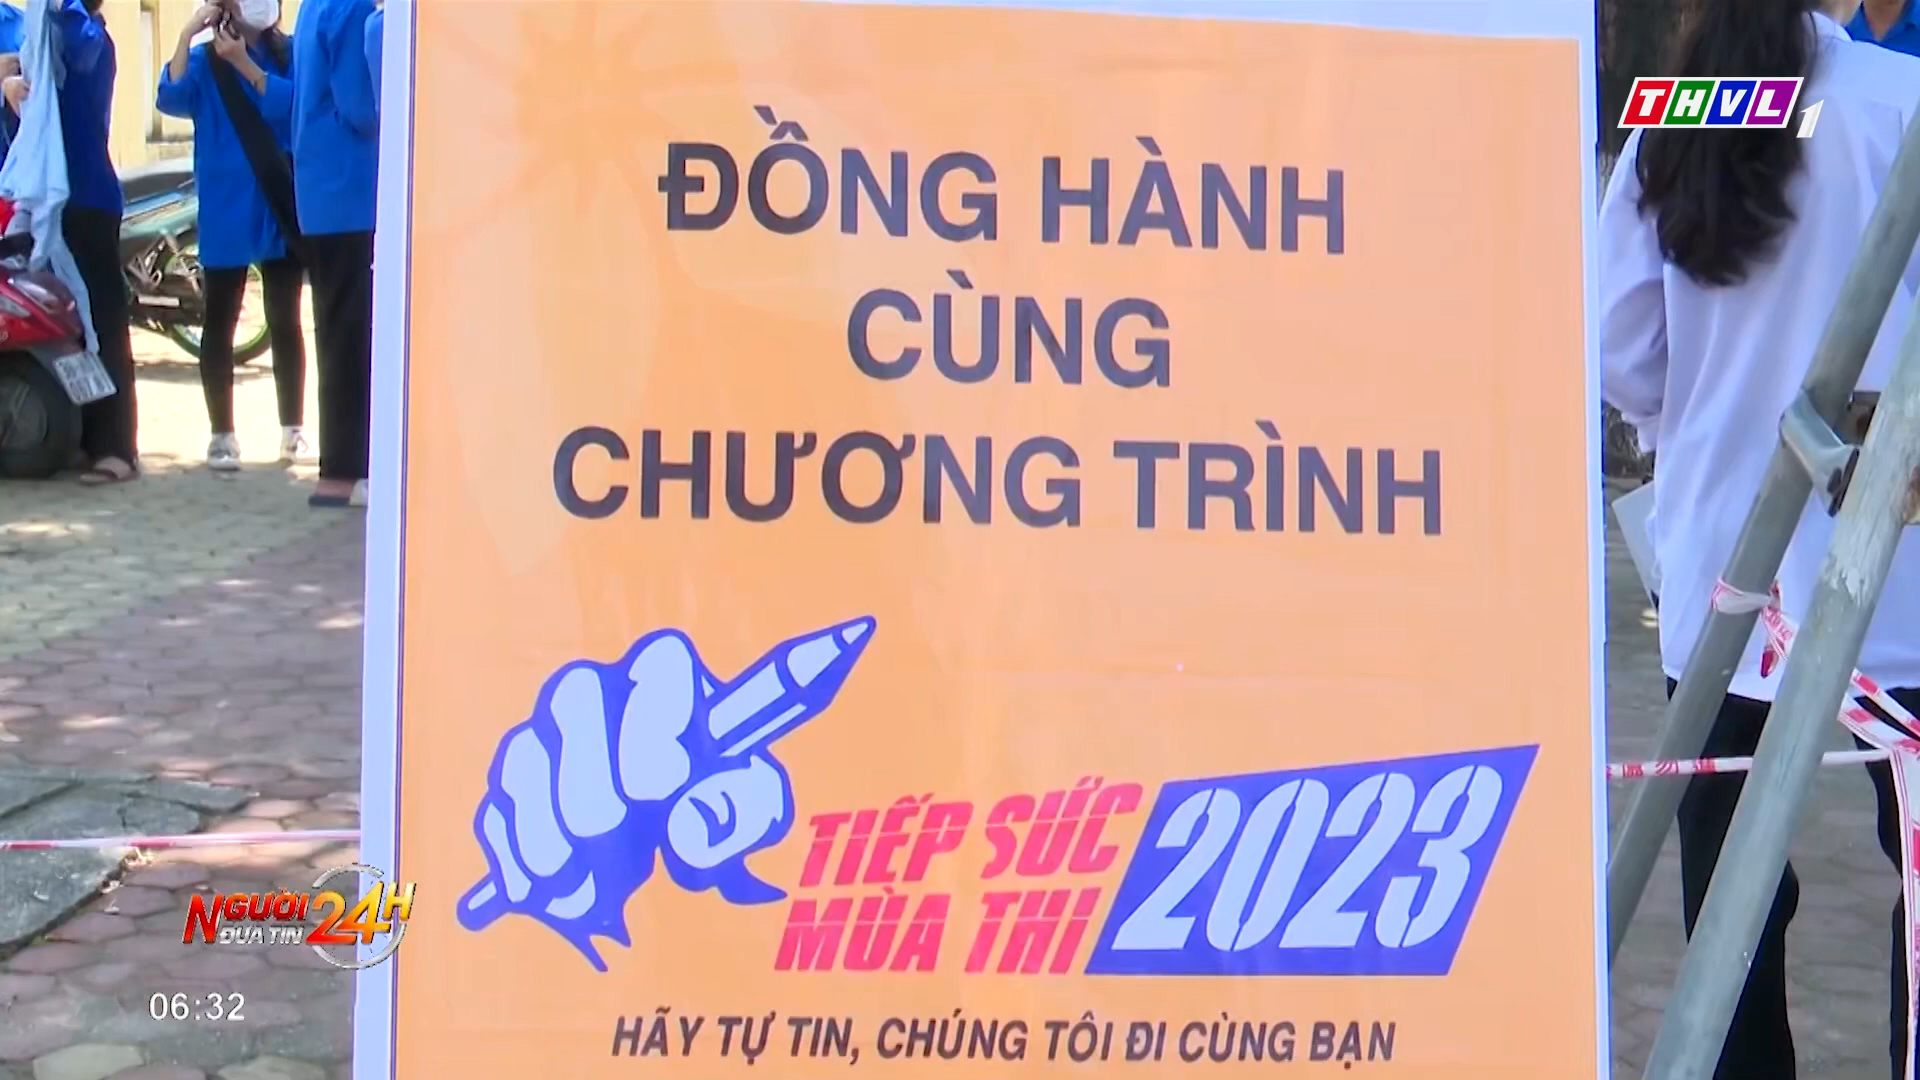 THVL1
ĐỒNG HÀNH
CÙNG
CHƯƠNG TRÌNH
TIẾP SỨC
MÙA THI
2023
HÃY TỰ TIN, CHÚNG TÔI ĐI CÙNG BẠN
NGƯỜI
ĐƯA TIN
24H
06:32